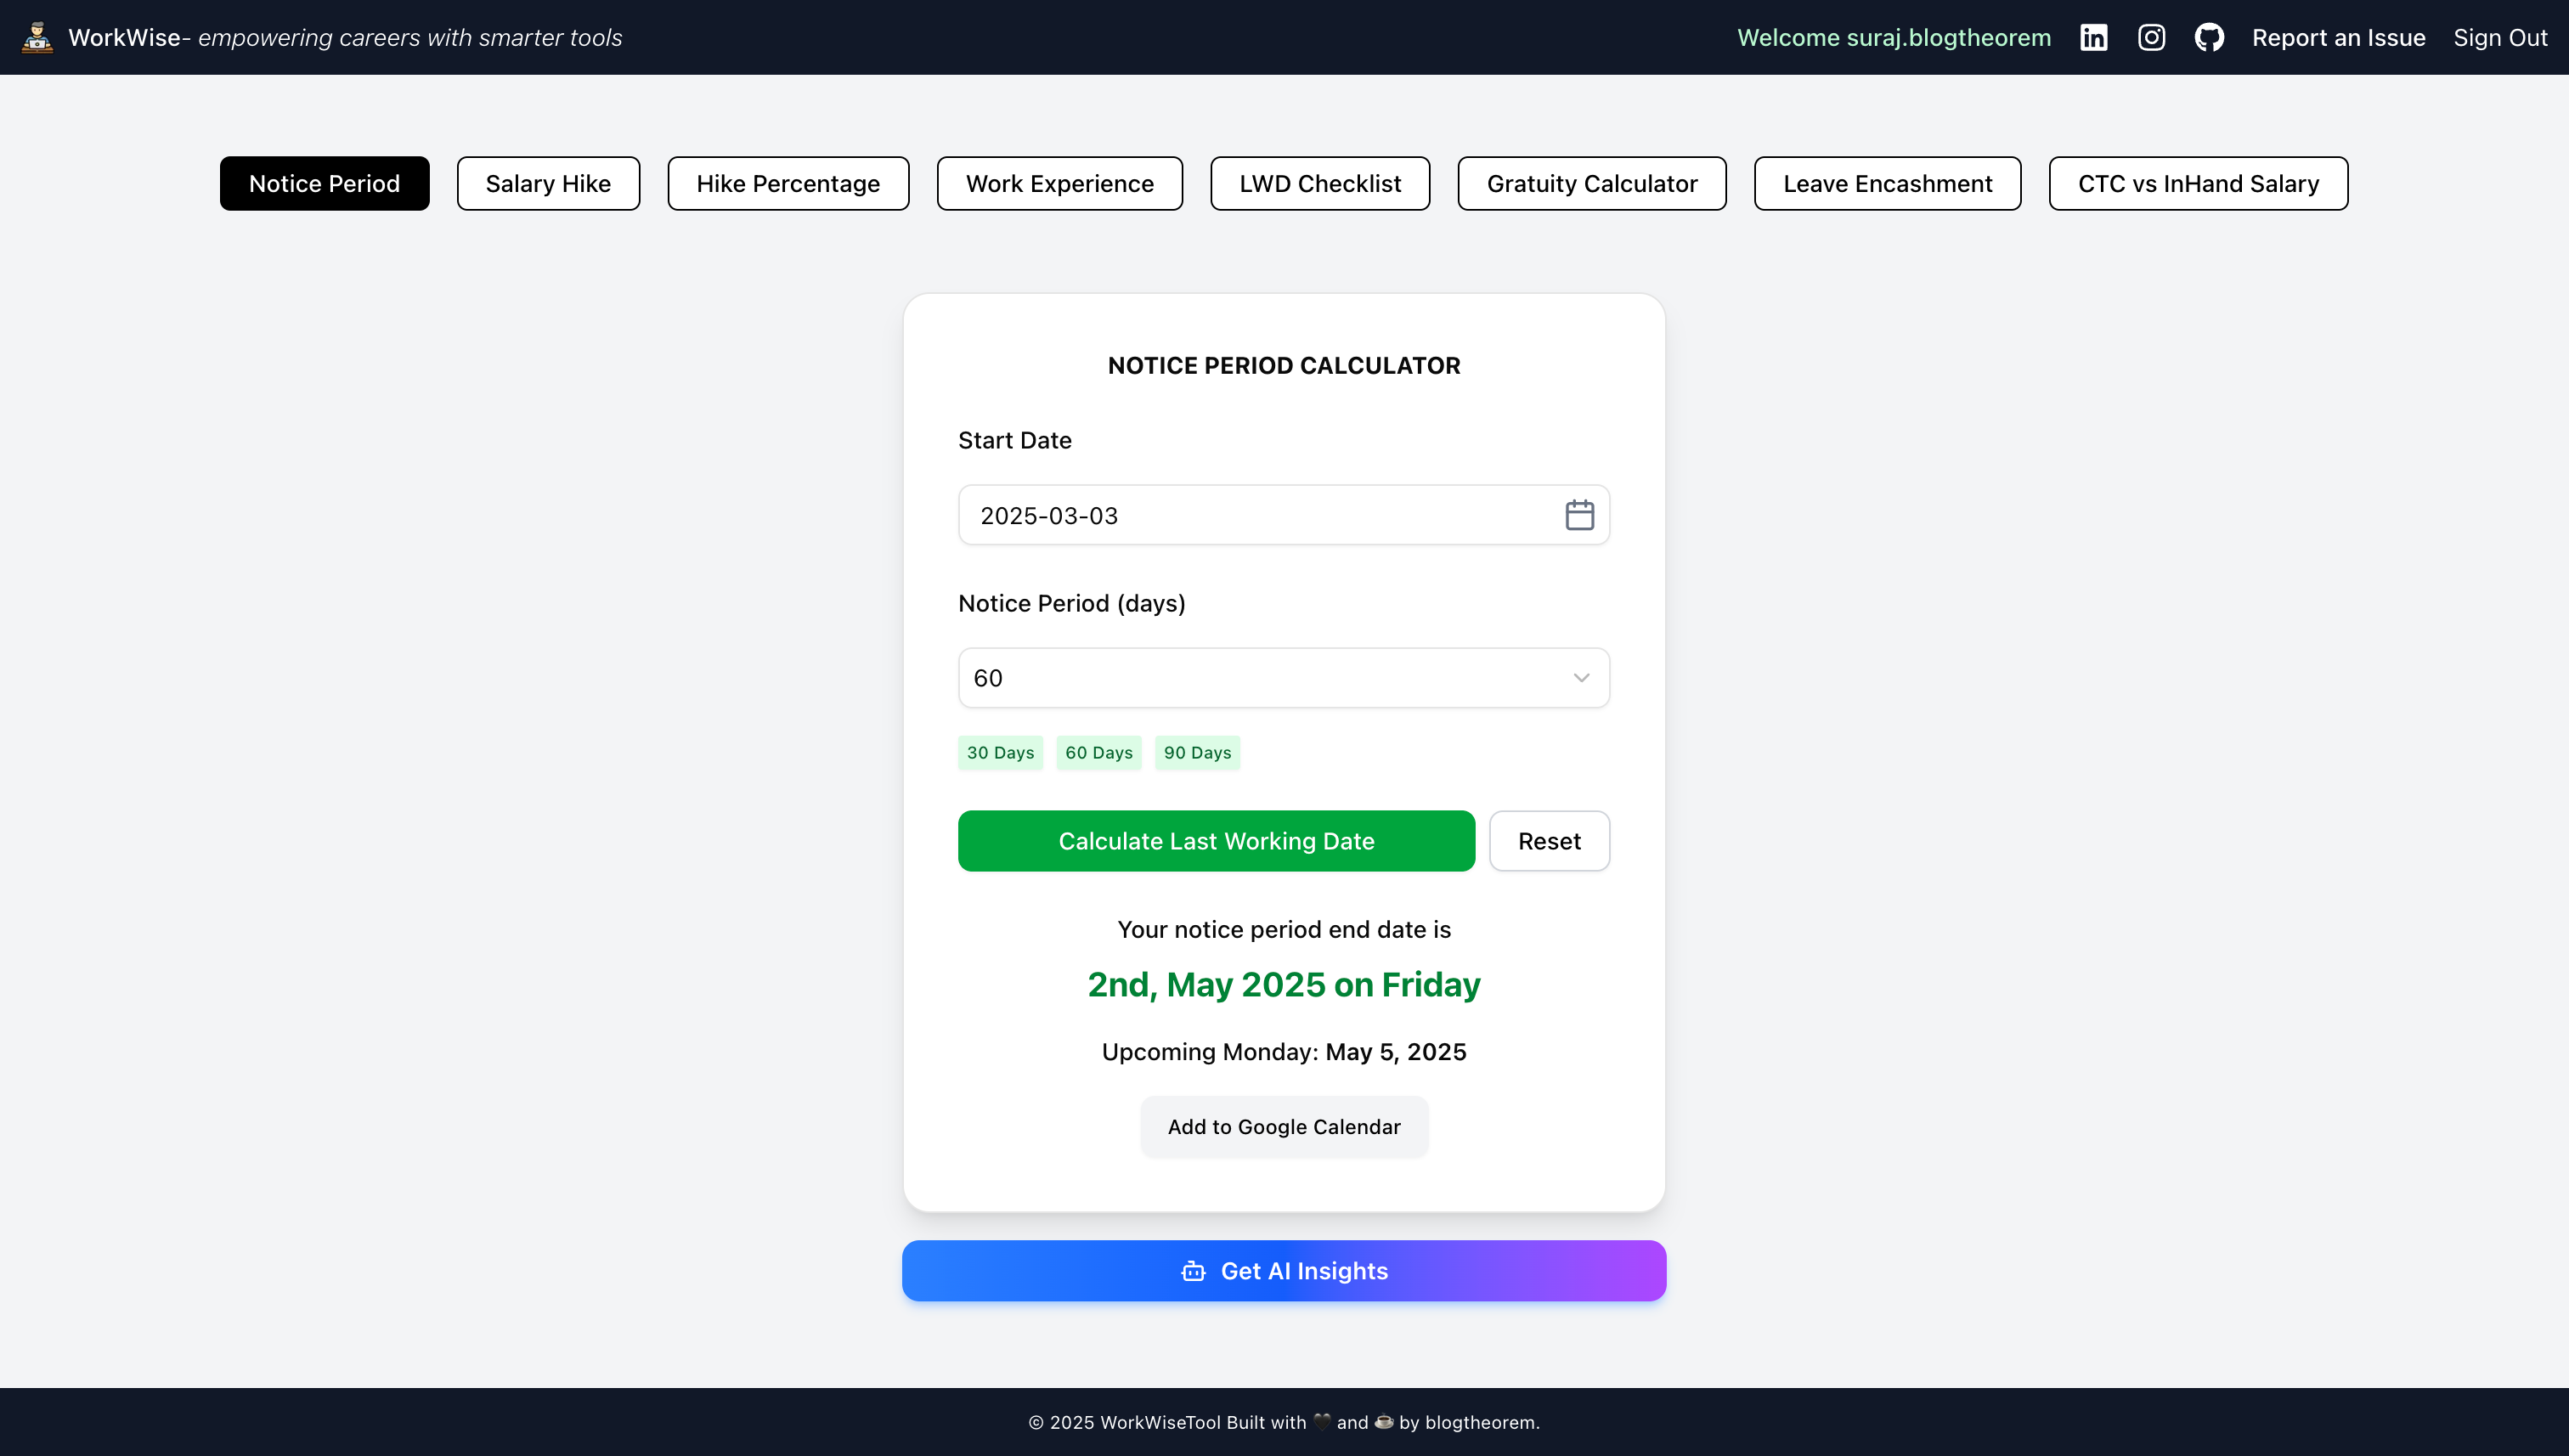 WorkWise- empowering careers with smarter tools
Welcome suraj.blogtheorem
Report an Issue
Sign Out
Notice Period
Salary Hike
Hike Percentage
Work Experience
LWD Checklist
Gratuity Calculator
Leave Encashment
CTC vs InHand Salary
NOTICE PERIOD CALCULATOR
Start Date
2025-03-03
Notice Period (days)
60
30 Days
60 Days
90 Days
Calculate Last Working Date
Reset
Your notice period end date is
2nd, May 2025 on Friday
Upcoming Monday: May 5, 2025
Add to Google Calendar
Get AI Insights
© 2025 WorkWiseTool Built with 🖤 and ☕ by blogtheorem.